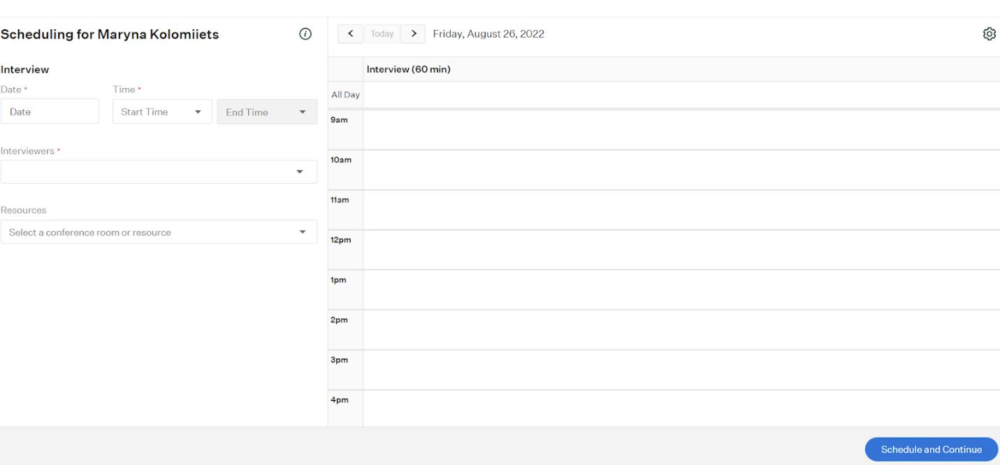 Scheduling for Maryna Kolomiiets
Interview
Date * Time *
Date Start Time End Time
Interviewers *
Resources
Select a conference room or resource
Today Friday, August 26, 2022
Interview (60 min)
All Day
9am
10am
11am
12pm
1pm
2pm
3pm
4pm
Schedule and Continue